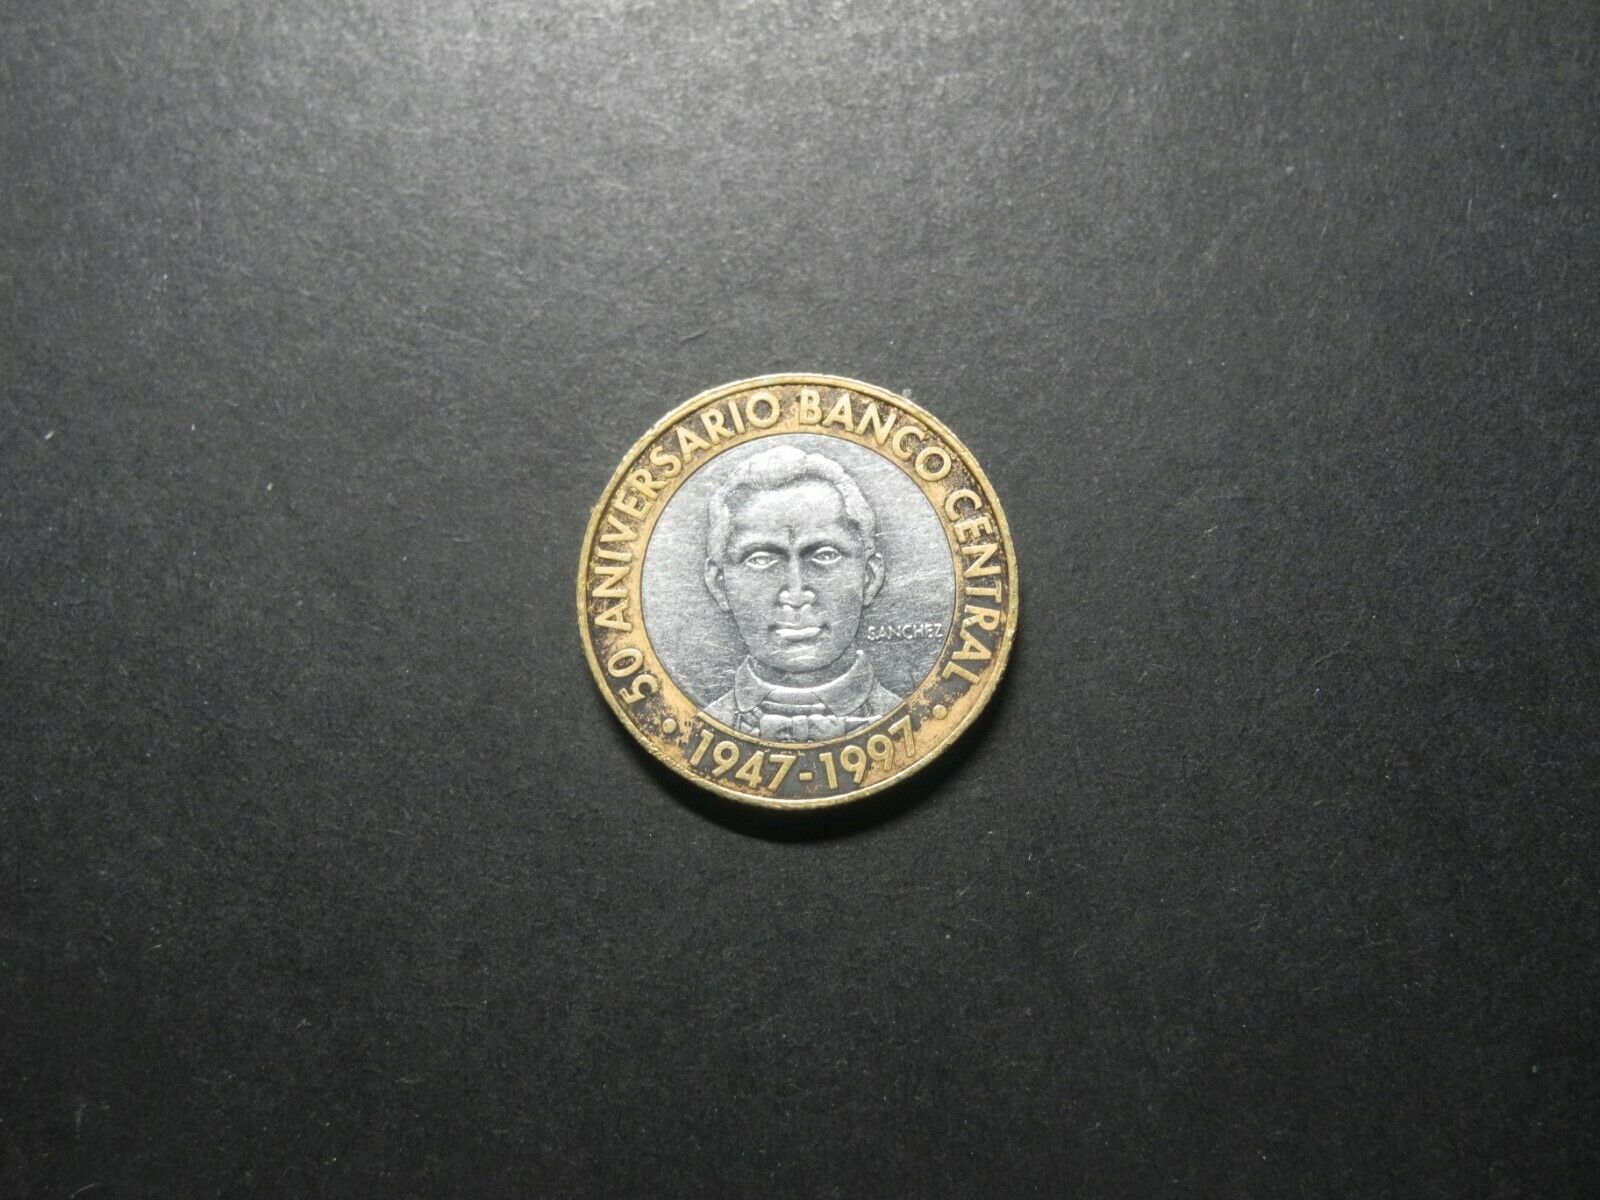 50 ANIVERSARIO BANCO CENTRAL
SANCHEZ
• 1947-1997 •